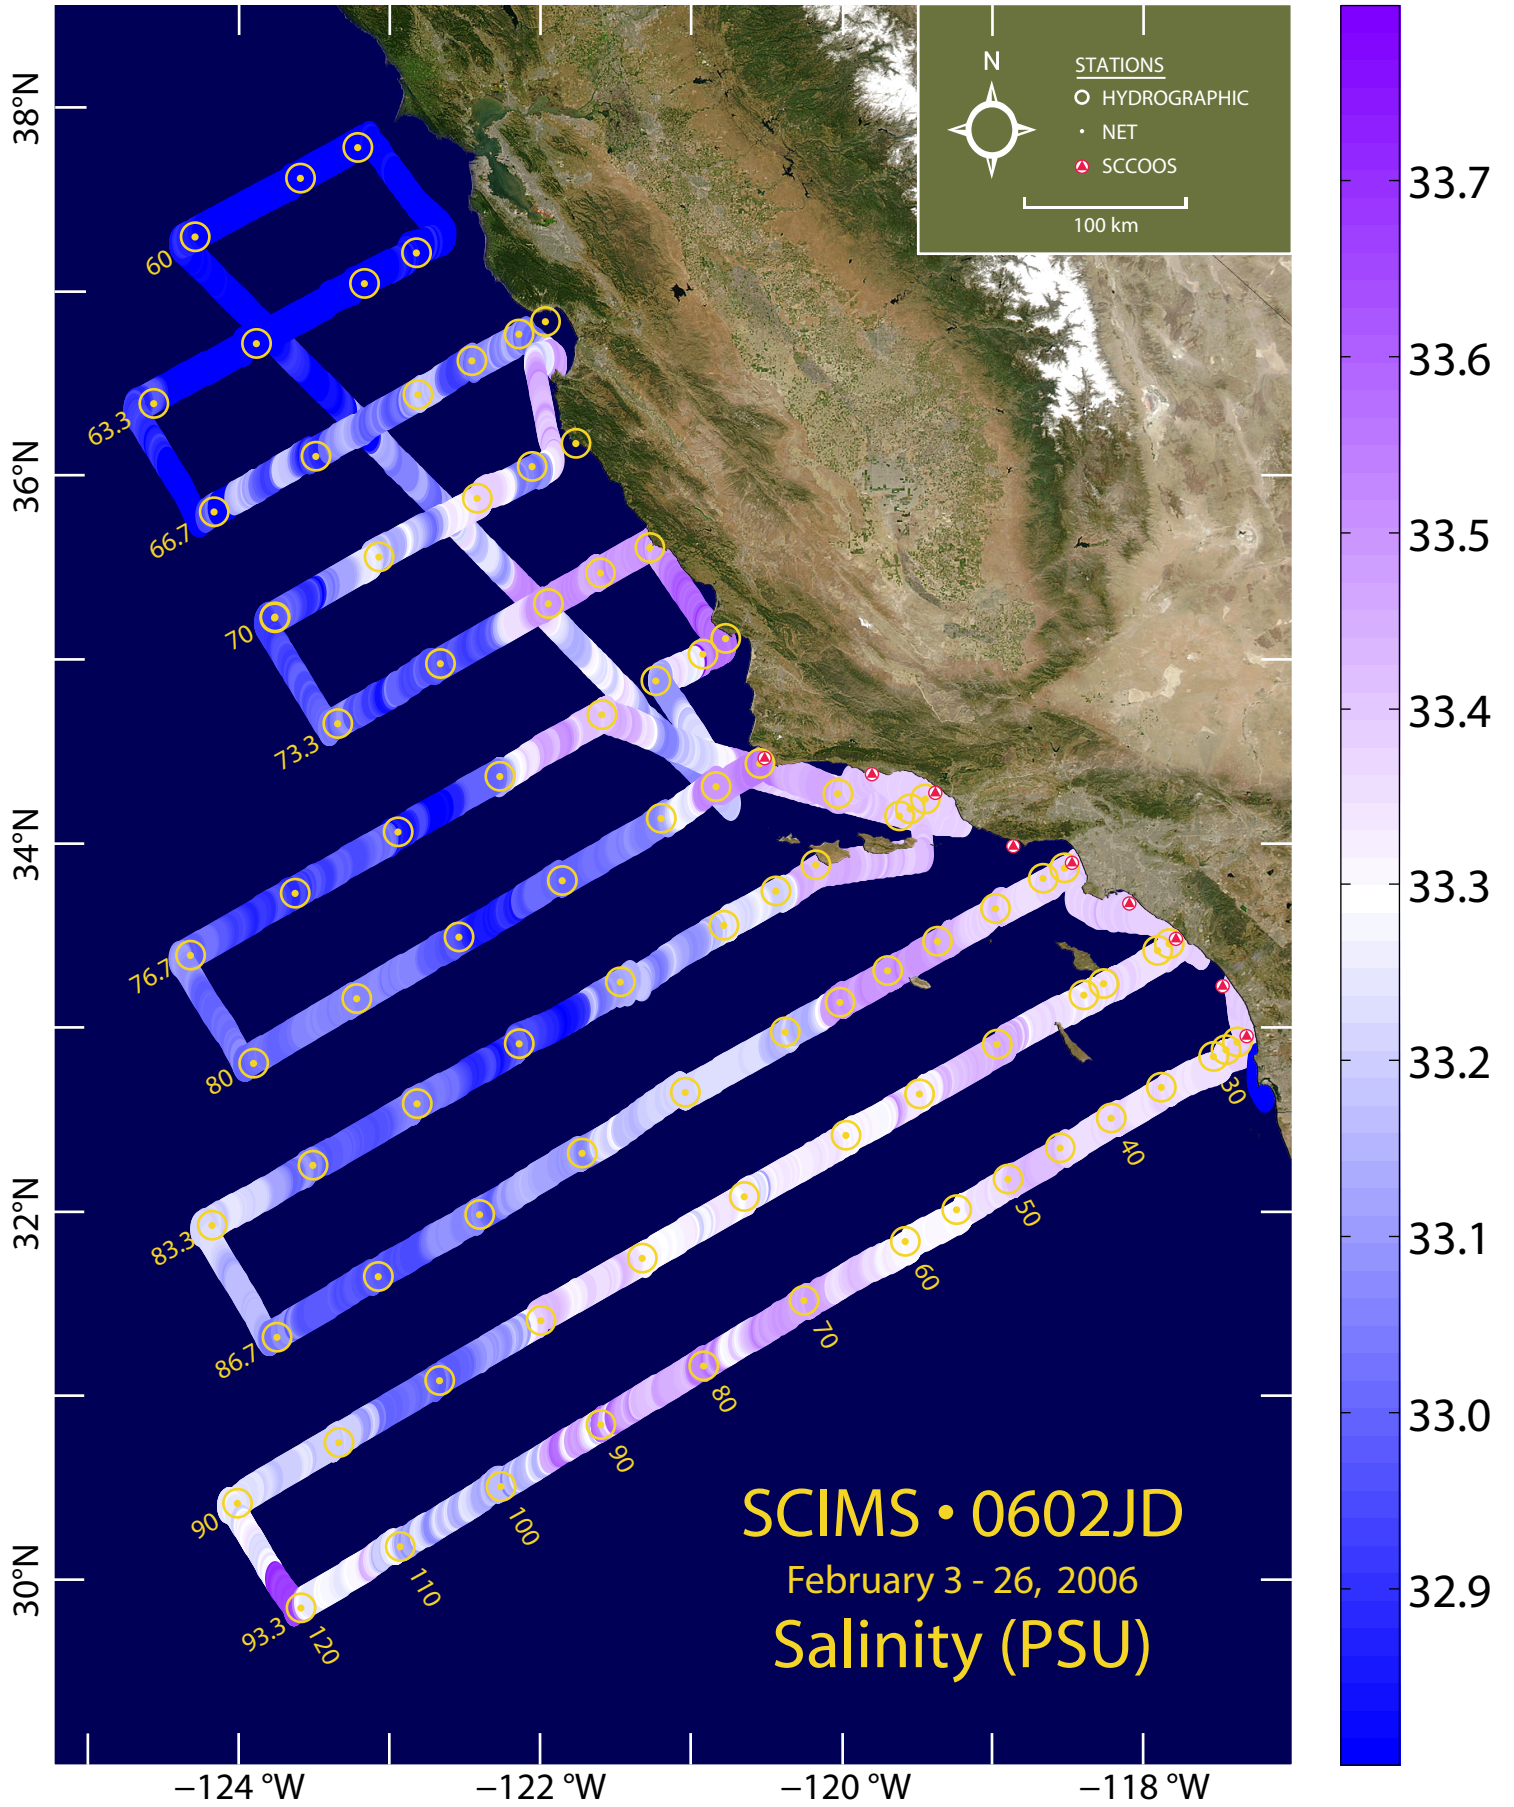 N
STATIONS
HYDROGRAPHIC
NET
SCCOOS
100 km
38°N
36°N
34°N
32°N
30°N
60
63.3
66.7
70
73.3
76.7
80
83.3
86.7
90
93.3
30
40
50
60
70
80
90
100
110
120
SCIMS • 0602JD
February 3 - 26, 2006
Salinity (PSU)
−124 °W
−122 °W
−120 °W
−118 °W
33.7
33.6
33.5
33.4
33.3
33.2
33.1
33.0
32.9